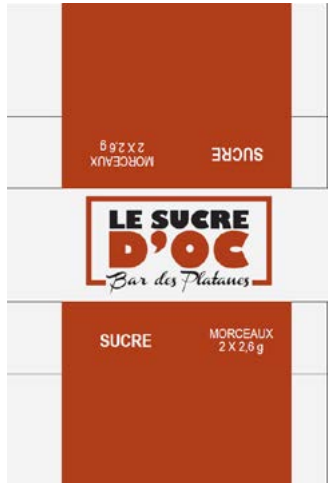 SUCRE
MORCEAUX
2 X 2,6 g
LE SUCRE
D'OC
Bar des Platanes
SUCRE
MORCEAUX
2 X 2,6 g